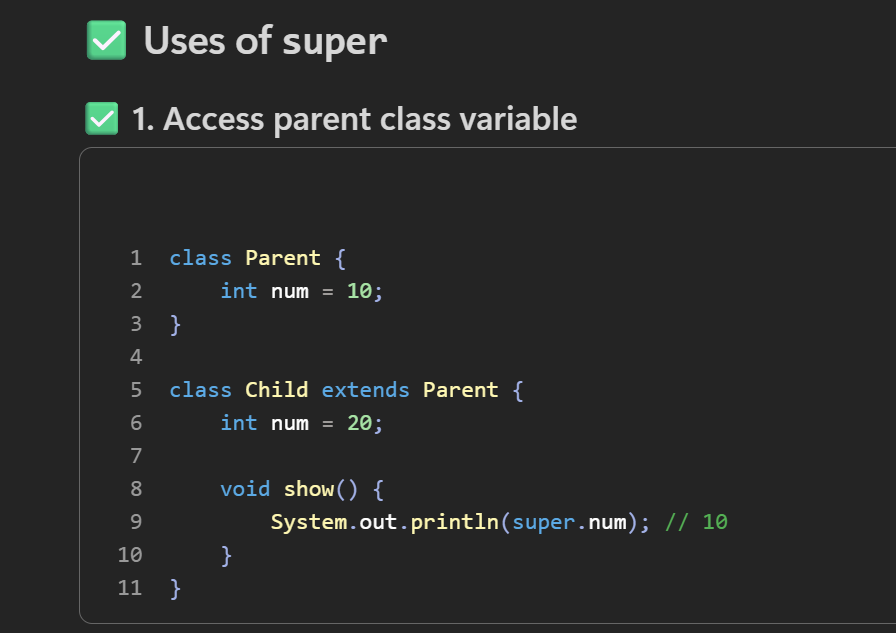 ✅ Uses of super
✅ 1. Access parent class variable
1 class Parent {
2     int num = 10;
3 }
4
5 class Child extends Parent {
6     int num = 20;
7
8     void show() {
9         System.out.println(super.num); // 10
10     }
11 }